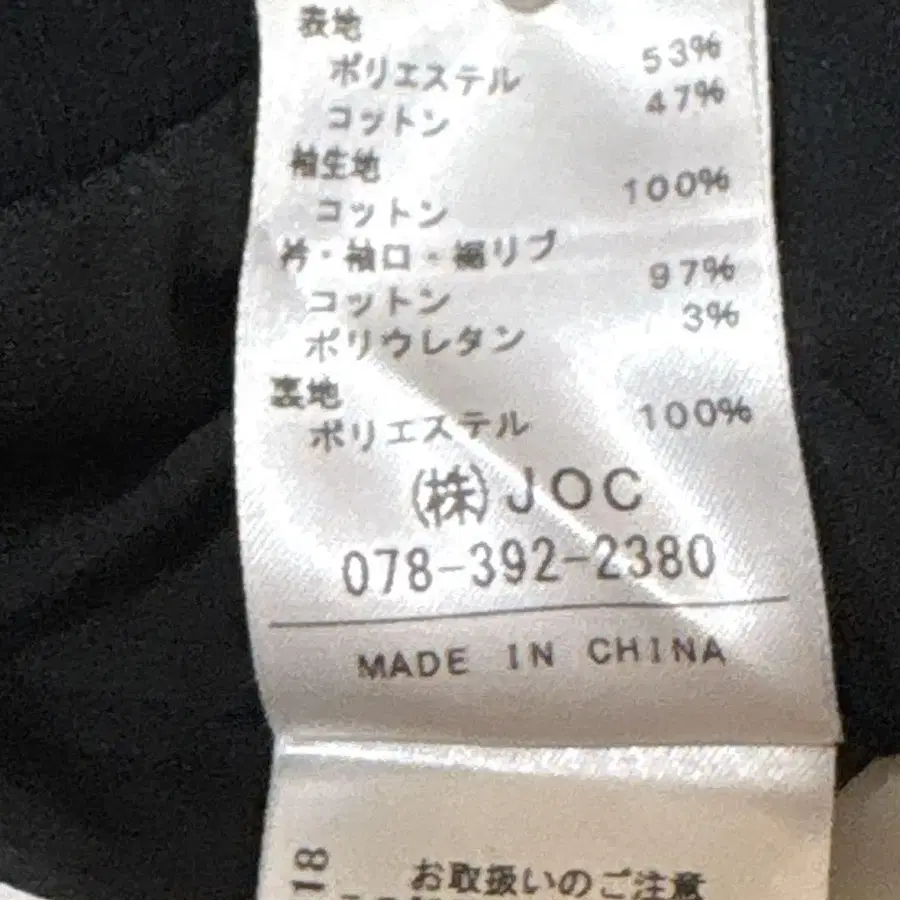 表地
ポリエステル 53%
コットン 47%
袖生地
コットン 100%
衿・袖口・裾リブ
コットン 97%
ポリウレタン 3%
裏地
ポリエステル 100%
(株)JOC
078-392-2380
MADE IN CHINA
18
お取扱いのご注意